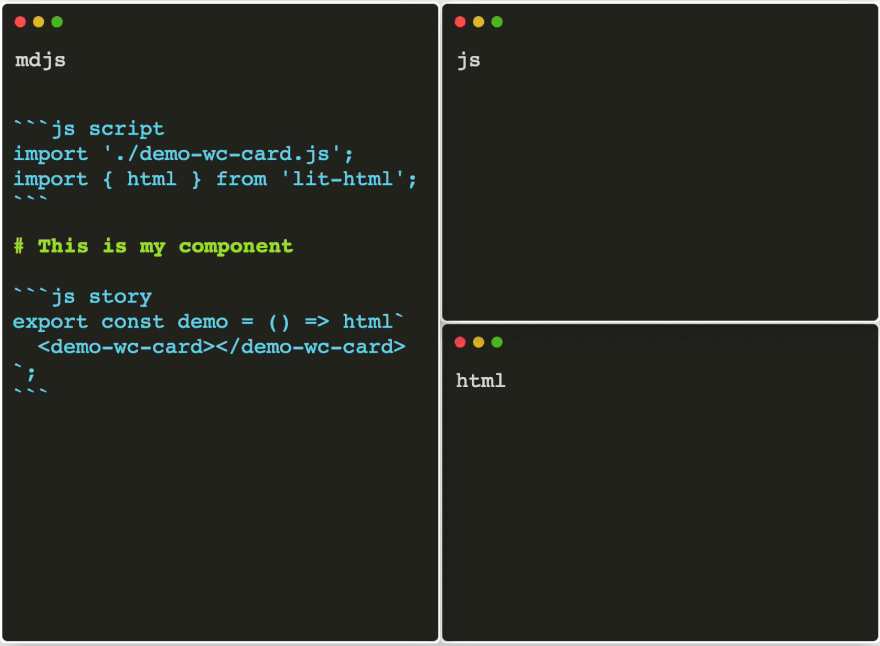 mdjs
```js script
import './demo-wc-card.js';
import { html } from 'lit-html';
```
# This is my component
```js story
export const demo = () => html`
  <demo-wc-card></demo-wc-card>
`;
```
js
html